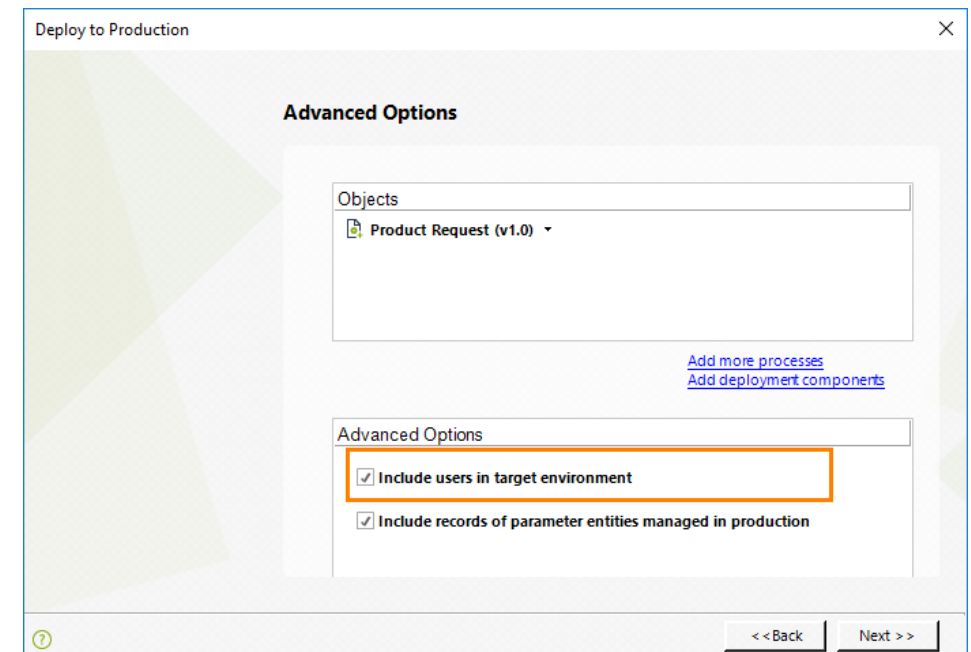 Deploy to Production
Advanced Options
Objects
Product Request (v1.0)
Add more processes
Add deployment components
Advanced Options
Include users in target environment
Include records of parameter entities managed in production
?
<<Back
Next >>